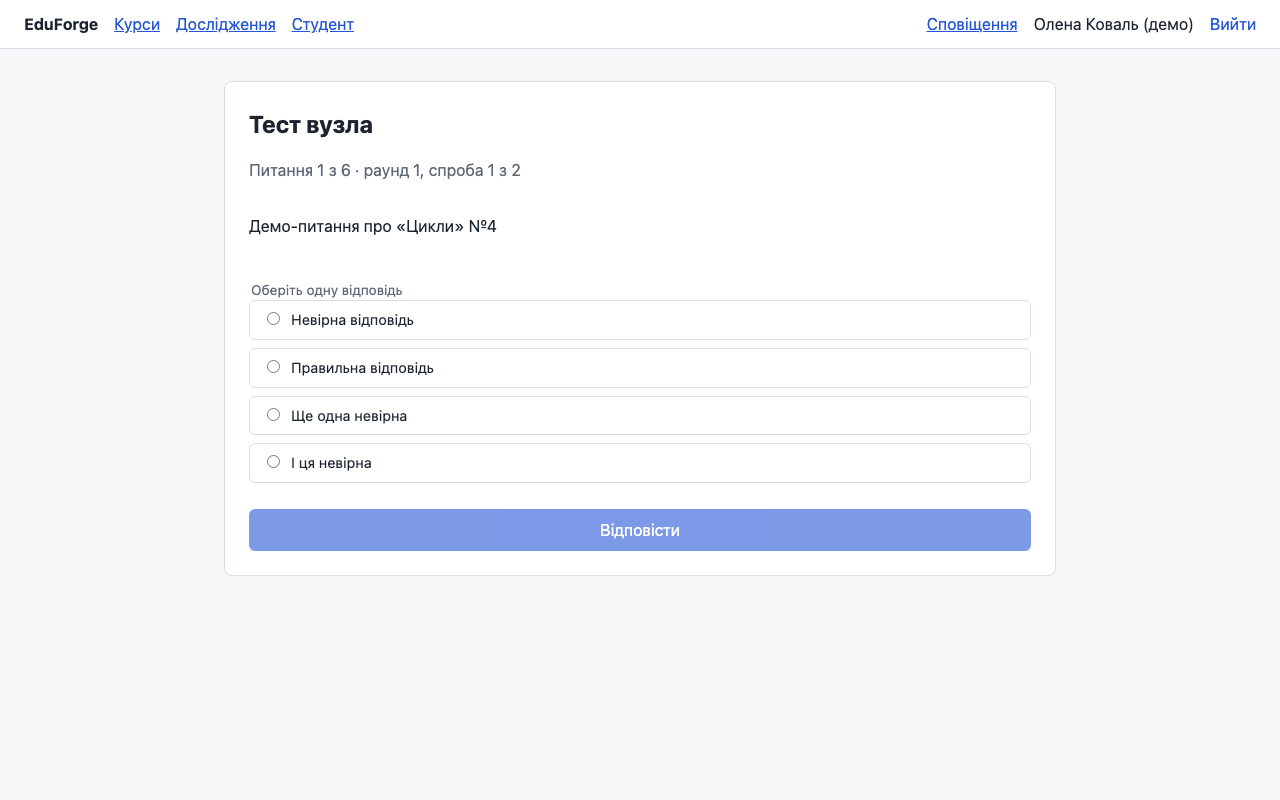 EduForge Курси Дослідження Студент Сповіщення Олена Коваль (демо) Вийти
Тест вузла
Питання 1 з 6 · раунд 1, спроба 1 з 2
Демо-питання про «Цикли» №4
Оберіть одну відповідь
Невірна відповідь
Правильна відповідь
Ще одна невірна
І ця невірна
Відповісти